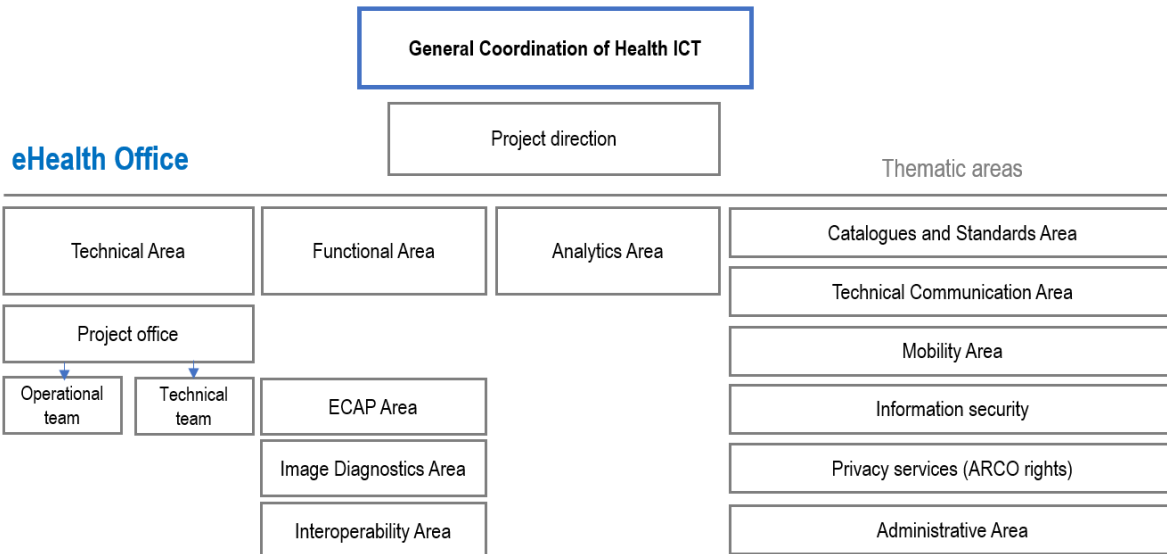 General Coordination of Health ICT
Project direction
eHealth Office
Thematic areas
Technical Area
Functional Area
Analytics Area
Catalogues and Standards Area
Technical Communication Area
Project office
Mobility Area
Operational
team
Technical
team
ECAP Area
Information security
Image Diagnostics Area
Privacy services (ARCO rights)
Interoperability Area
Administrative Area